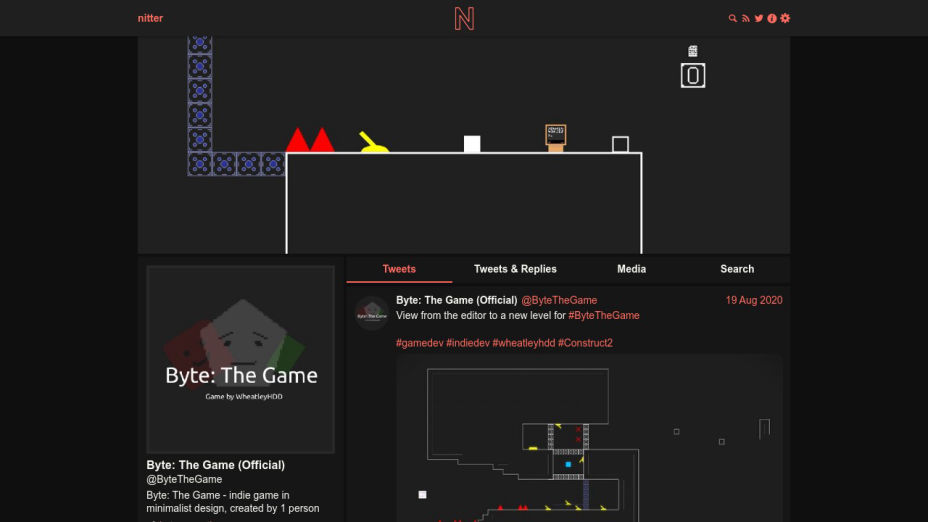 nitter
N
0
Tweets
Tweets & Replies
Media
Search
Byte: The Game (Official) @ByteTheGame
19 Aug 2020
View from the editor to a new level for #ByteTheGame
#gamedev #indiedev #wheatleyhdd #Construct2
Byte: The Game
Game by WheatleyHDD
Byte: The Game (Official)
@ByteTheGame
Byte: The Game - indie game in
minimalist design, created by 1 person